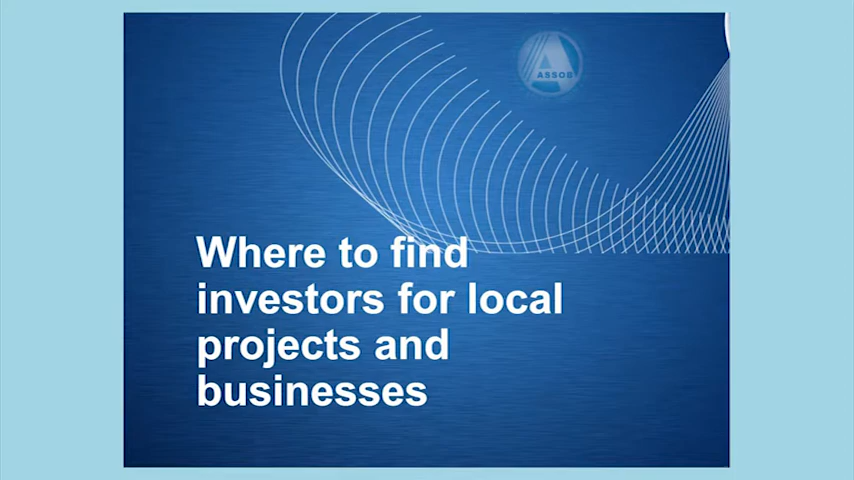 ASSOB
Where to find
investors for local
projects and
businesses